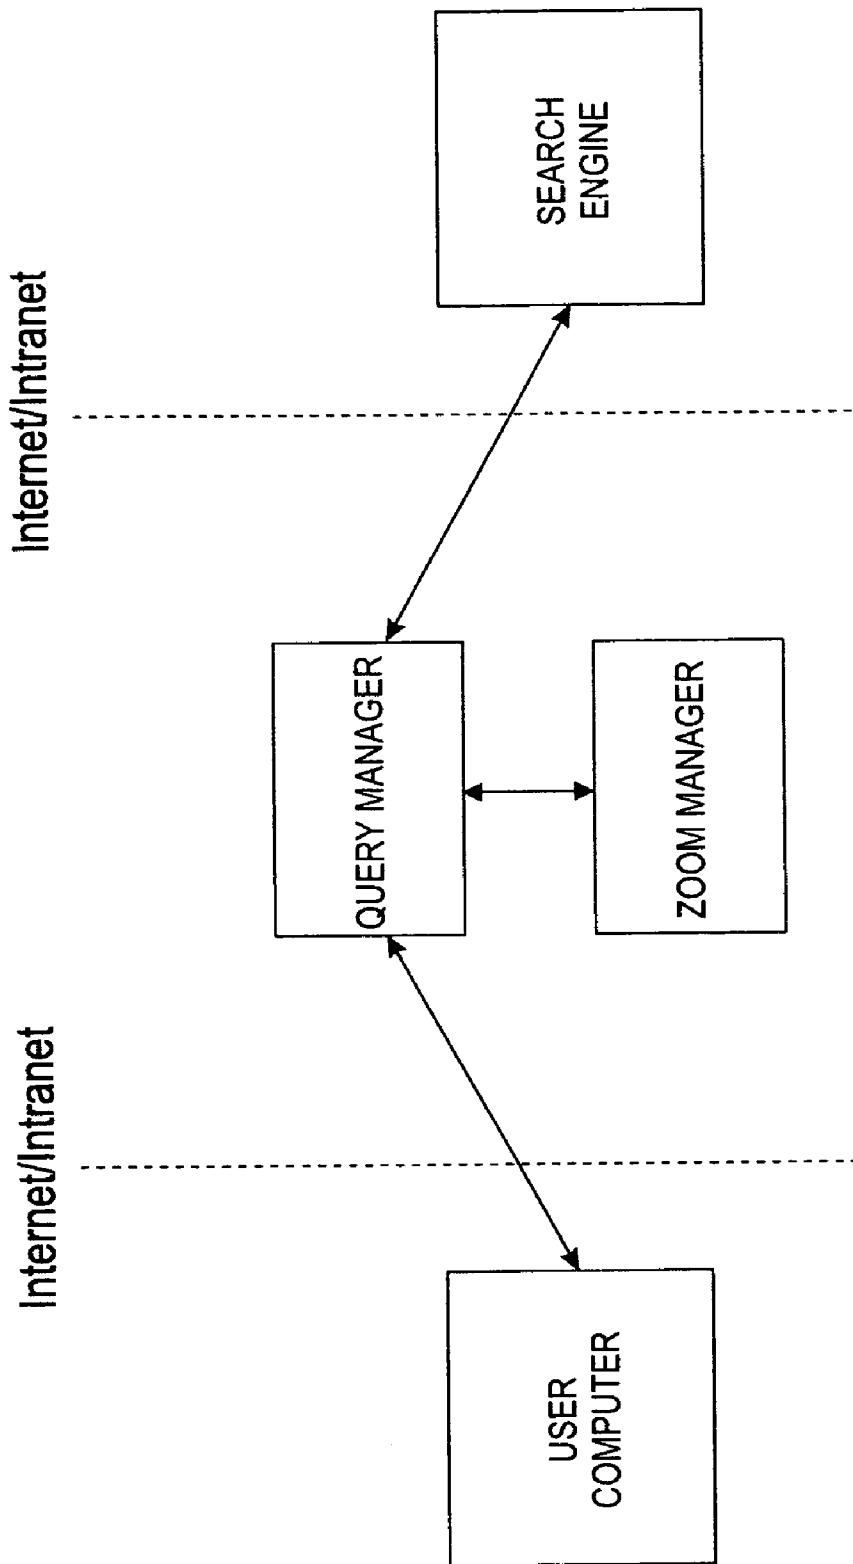 Internet/Intranet
Internet/Intranet
USER
COMPUTER
QUERY MANAGER
ZOOM MANAGER
SEARCH
ENGINE